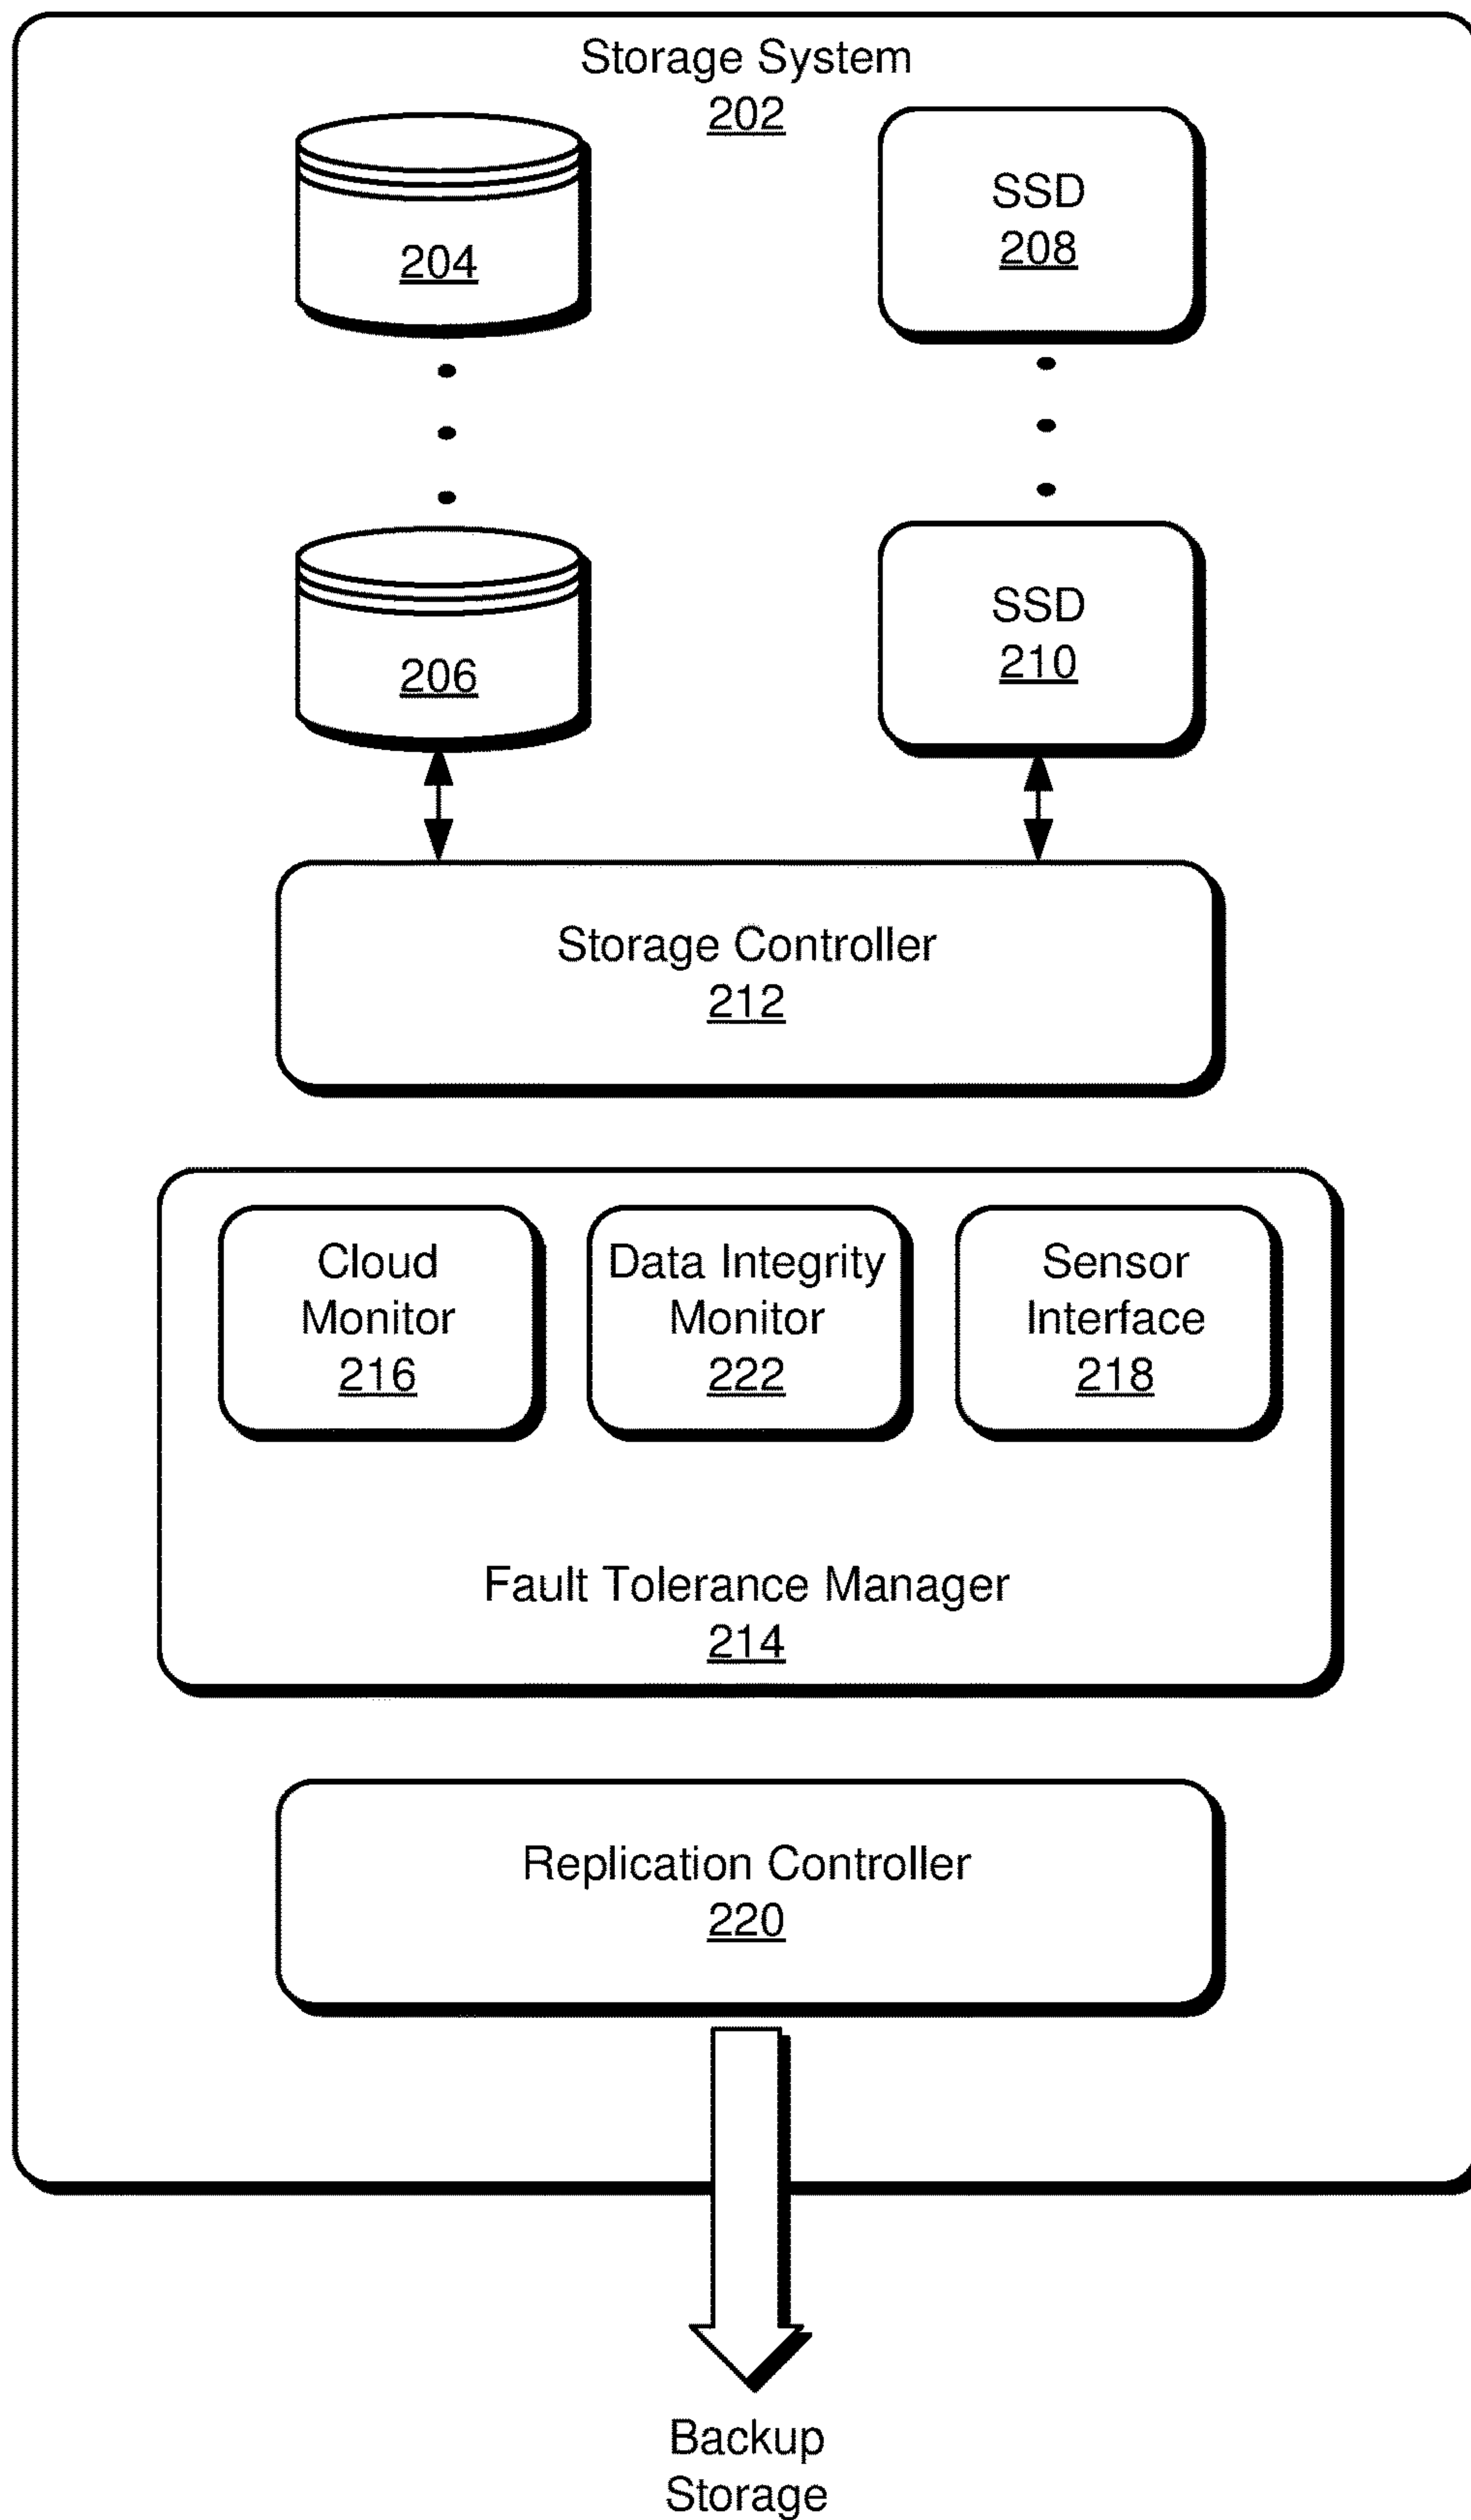 Storage System
202
204
SSD
208
206
SSD
210
Storage Controller
212
Cloud
Monitor
216
Data Integrity
Monitor
222
Sensor
Interface
218
Fault Tolerance Manager
214
Replication Controller
220
Backup
Storage